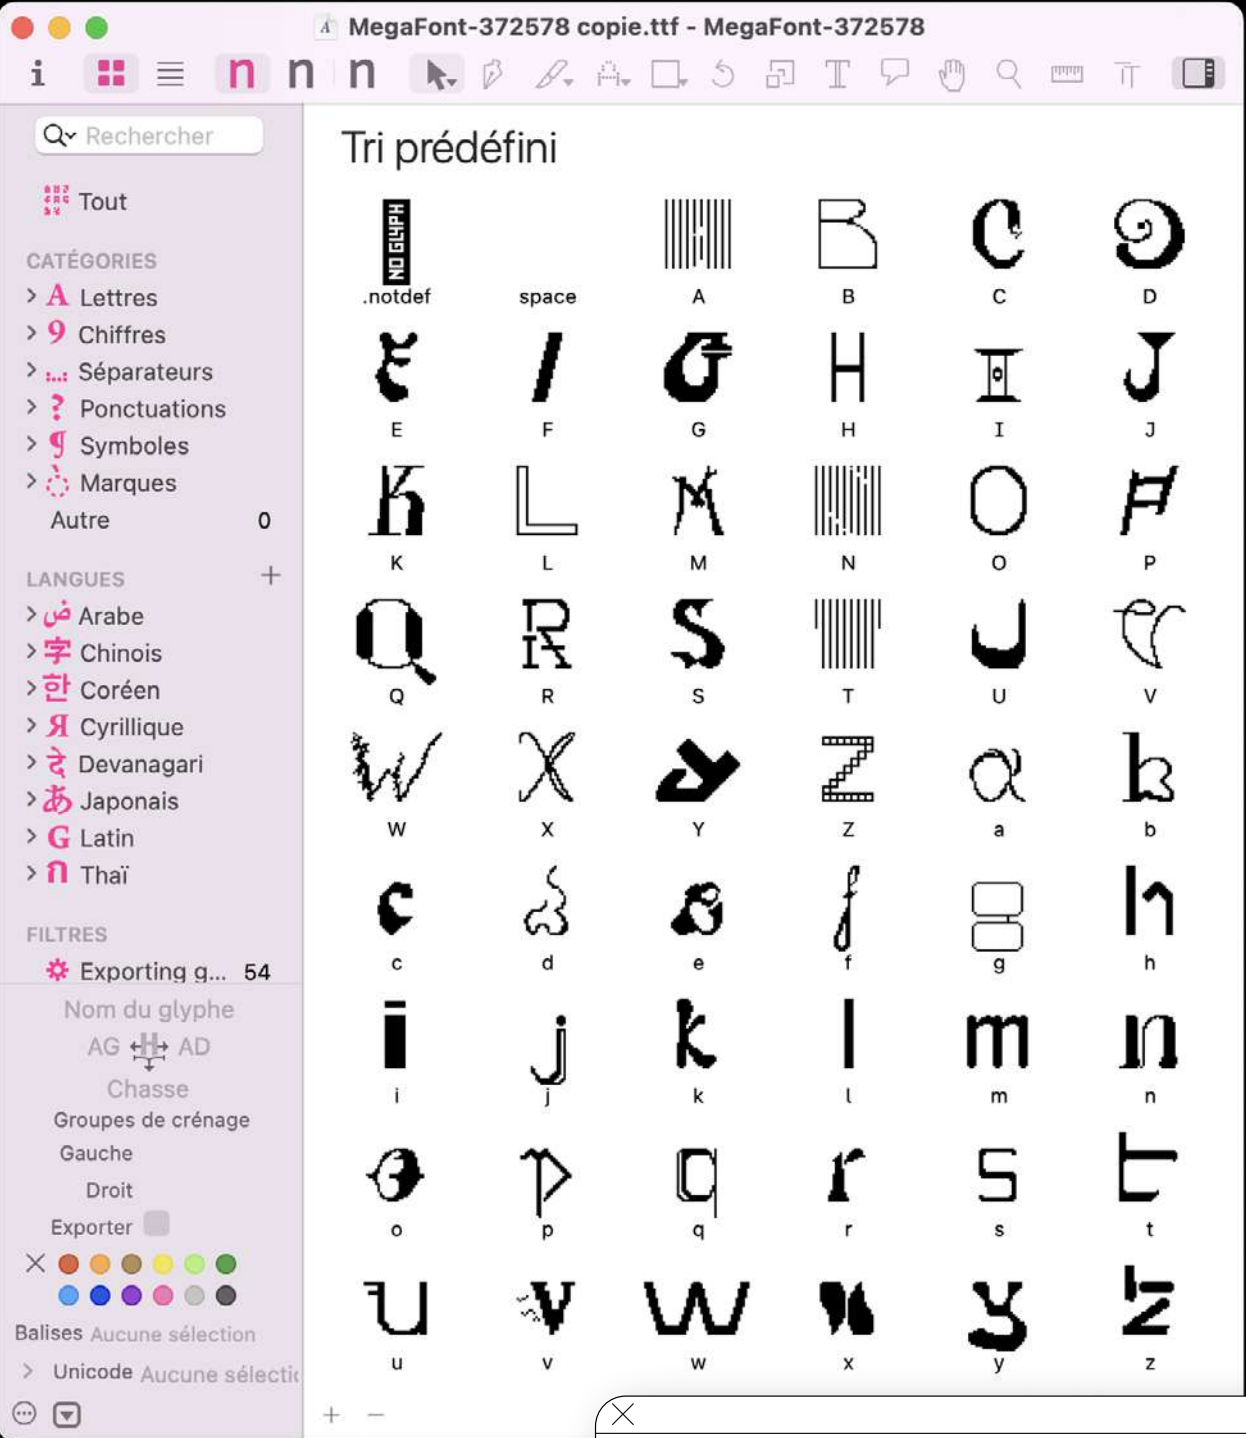 MegaFont-372578 copie.ttf - MegaFont-372578
Rechercher
Tri prédéfini
Tout
CATÉGORIES
Lettres
Chiffres
Séparateurs
Ponctuations
Symboles
Marques
Autre 0
LANGUES +
Arabe
Chinois
Coréen
Cyrillique
Devanagari
Japonais
Latin
Thaï
FILTRES
Exporting g... 54
Nom du glyphe
AG H AD
Chasse
Groupes de crénage
Gauche
Droit
Exporter
Balises Aucune sélection
Unicode Aucune sélecti
NO GLYPH
.notdef space A B C D
E F G H I J
K L M N O P
Q R S T U V
W X Y Z a b
c d e f g h
i j k l m n
o p q r s t
u v w x y z